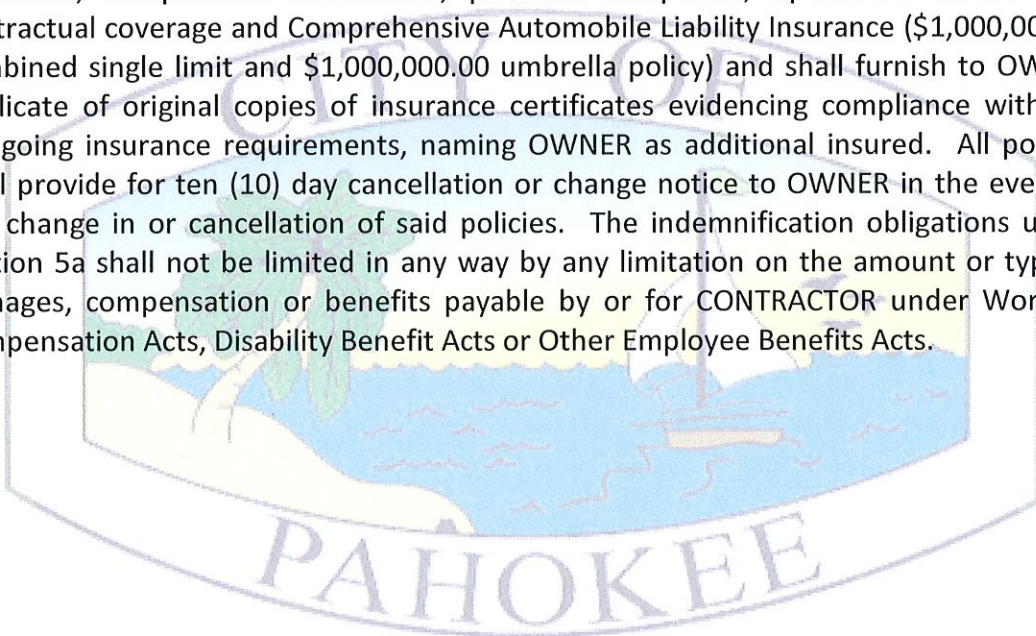 tractual coverage and Comprehensive Automobile Liability Insurance ($1,000,00
bined single limit and $1,000,000.00 umbrella policy) and shall furnish to OW
licate of original copies of insurance certificates evidencing compliance with
going insurance requirements, naming OWNER as additional insured. All po
l provide for ten (10) day cancellation or change notice to OWNER in the eve
change in or cancellation of said policies. The indemnification obligations u
tion 5a shall not be limited in any way by any limitation on the amount or typ
nages, compensation or benefits payable by or for CONTRACTOR under Wor
npensation Acts, Disability Benefit Acts or Other Employee Benefits Acts.
CITY OF
PAHOKEE